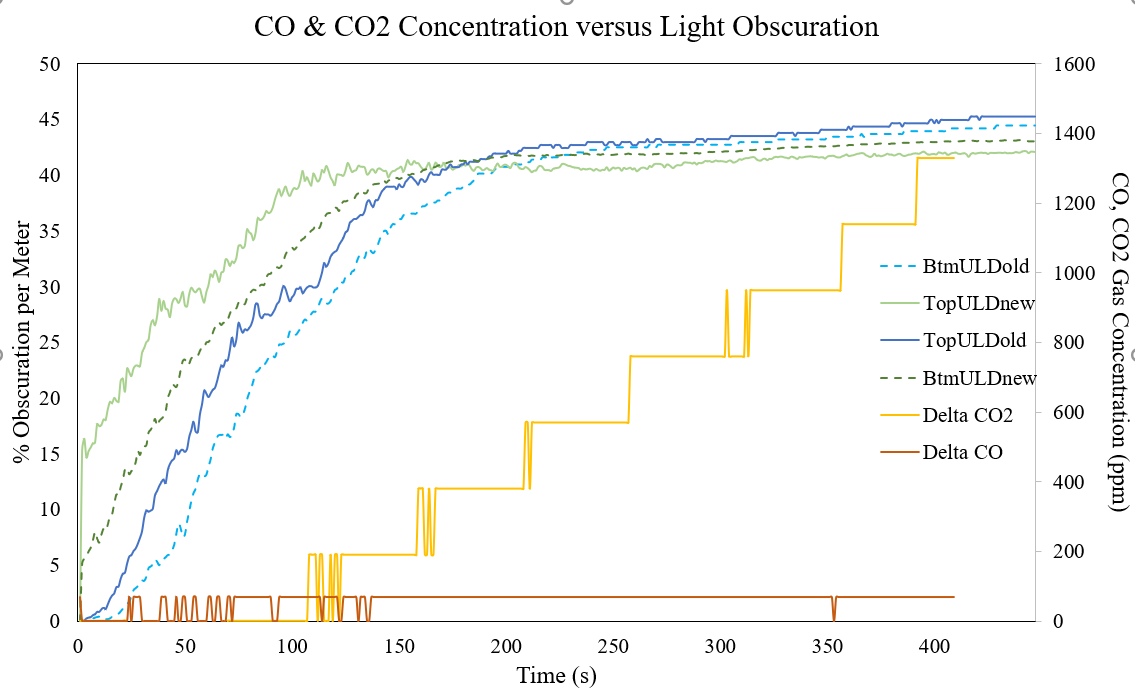 CO & CO2 Concentration versus Light Obscuration
50
45
40
35
30
25
20
15
10
5
0
% Obscuration per Meter
1600
1400
1200
1000
800
600
400
200
0
CO, CO2 Gas Concentration (ppm)
BtmULDold
TopULDnew
TopULDold
BtmULDnew
Delta CO2
Delta CO
0 50 100 150 200 250 300 350 400
Time (s)